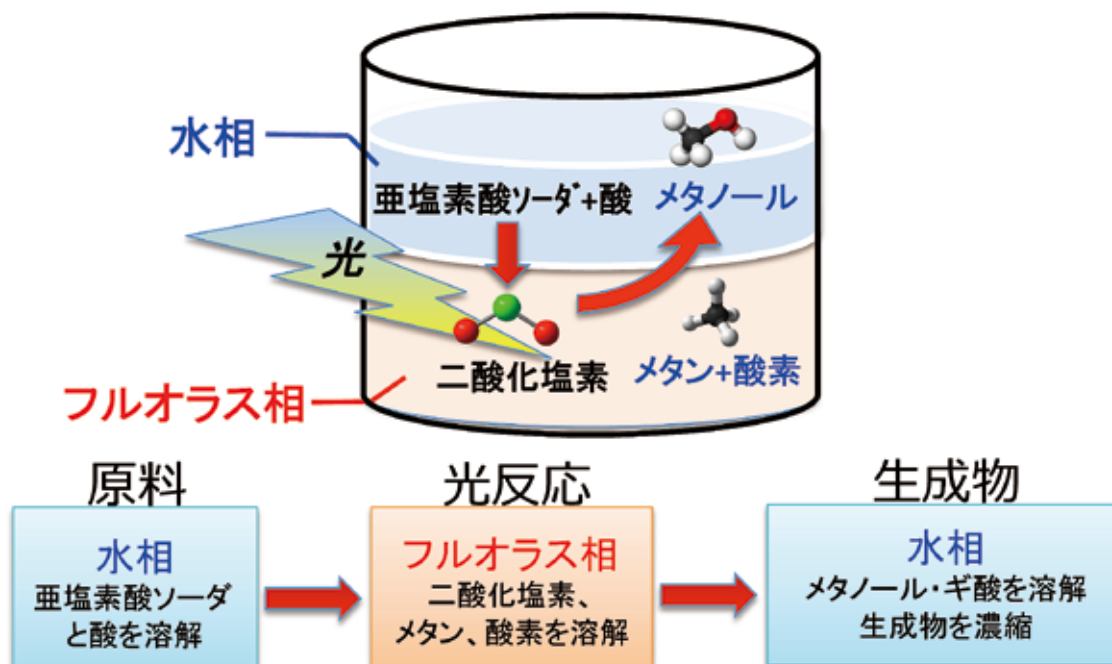 水相
亜塩素酸ソーダ+酸
メタノール
光
二酸化塩素
メタン+酸素
フルオラス相
原料
水相
亜塩素酸ソーダ
と酸を溶解
光反応
フルオラス相
二酸化塩素、
メタン、酸素を溶解
生成物
水相
メタノール・ギ酸を溶解
生成物を濃縮